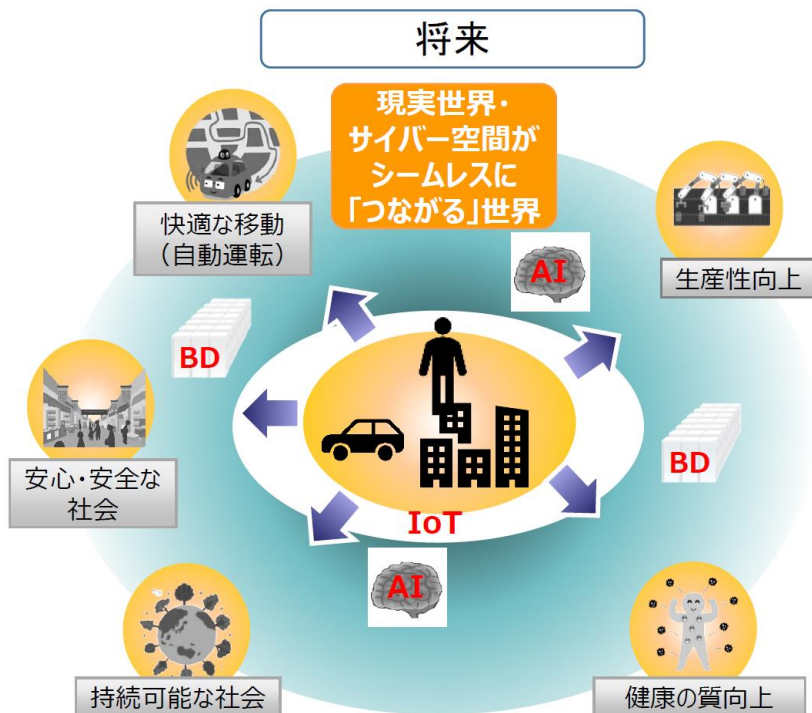 将来
現実世界・
サイバー空間が
シームレスに
「つながる」世界
快適な移動
(自動運転)
AI
生産性向上
BD
安心・安全な
社会
BD
IoT
AI
持続可能な社会
健康の質向上